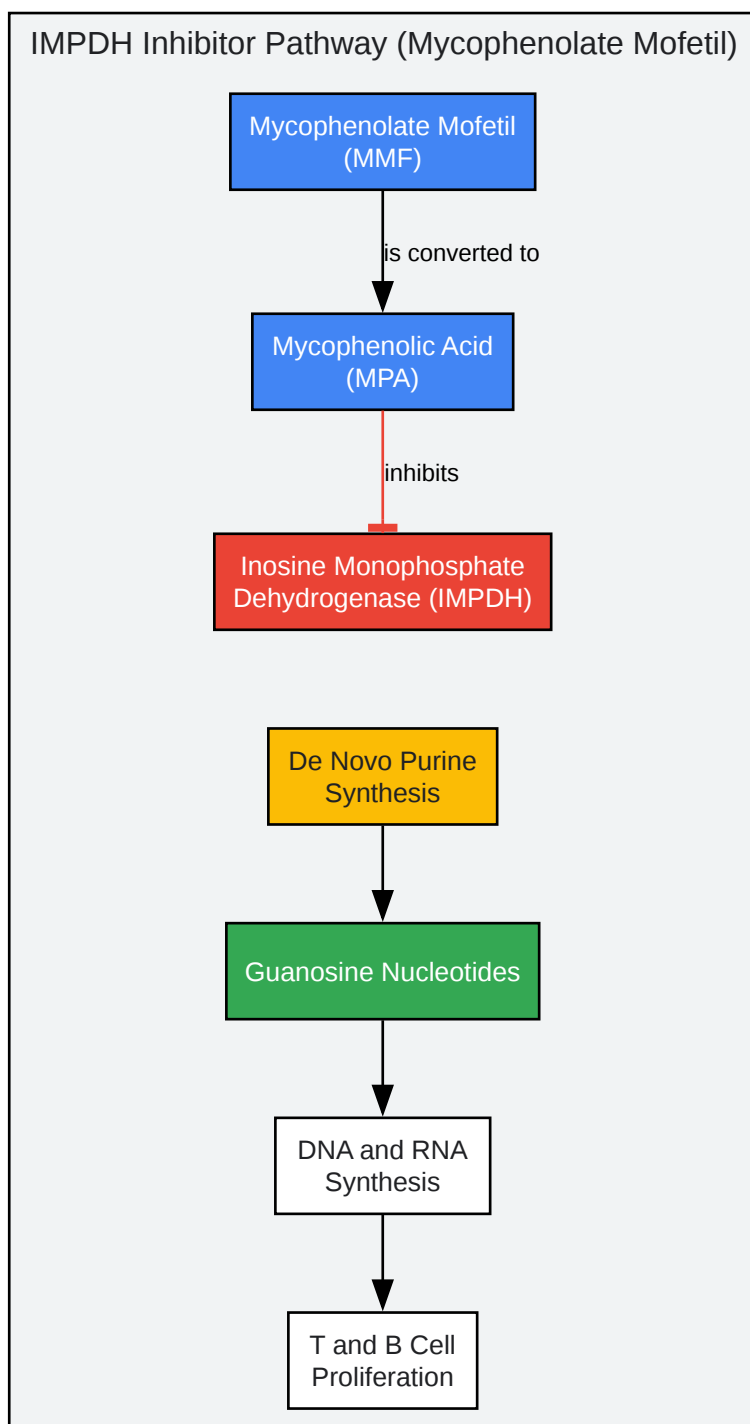 IMPDH Inhibitor Pathway (Mycophenolate Mofetil)
Mycophenolate Mofetil
(MMF)
is converted to
Mycophenolic Acid
(MPA)
inhibits
Inosine Monophosphate
Dehydrogenase (IMPDH)
De Novo Purine
Synthesis
Guanosine Nucleotides
DNA and RNA
Synthesis
T and B Cell
Proliferation